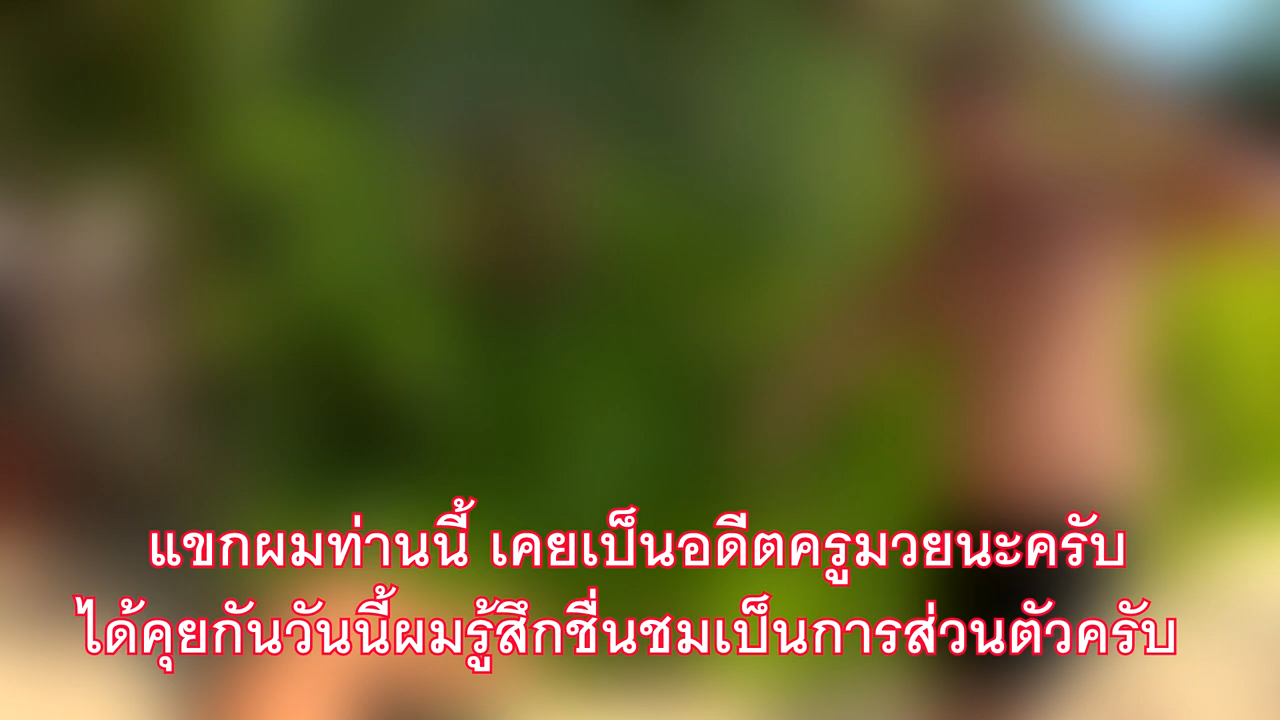 แขกผมท่านนี้ เคยเป็นอดีตครูมวยนะครับ
ได้คุยกันวันนี้ผมรู้สึกชื่นชมเป็นการส่วนตัวครับ